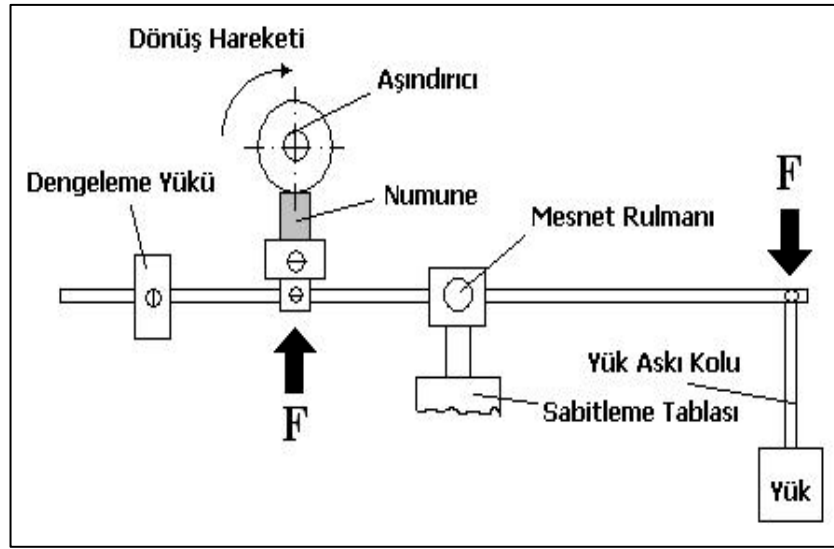 Dönüş Hareketi
Aşındırıcı
Dengeleme Yükü
Numune
F
Mesnet Rulmanı
Yük Askı Kolu
F
Sabitleme Tablası
Yük